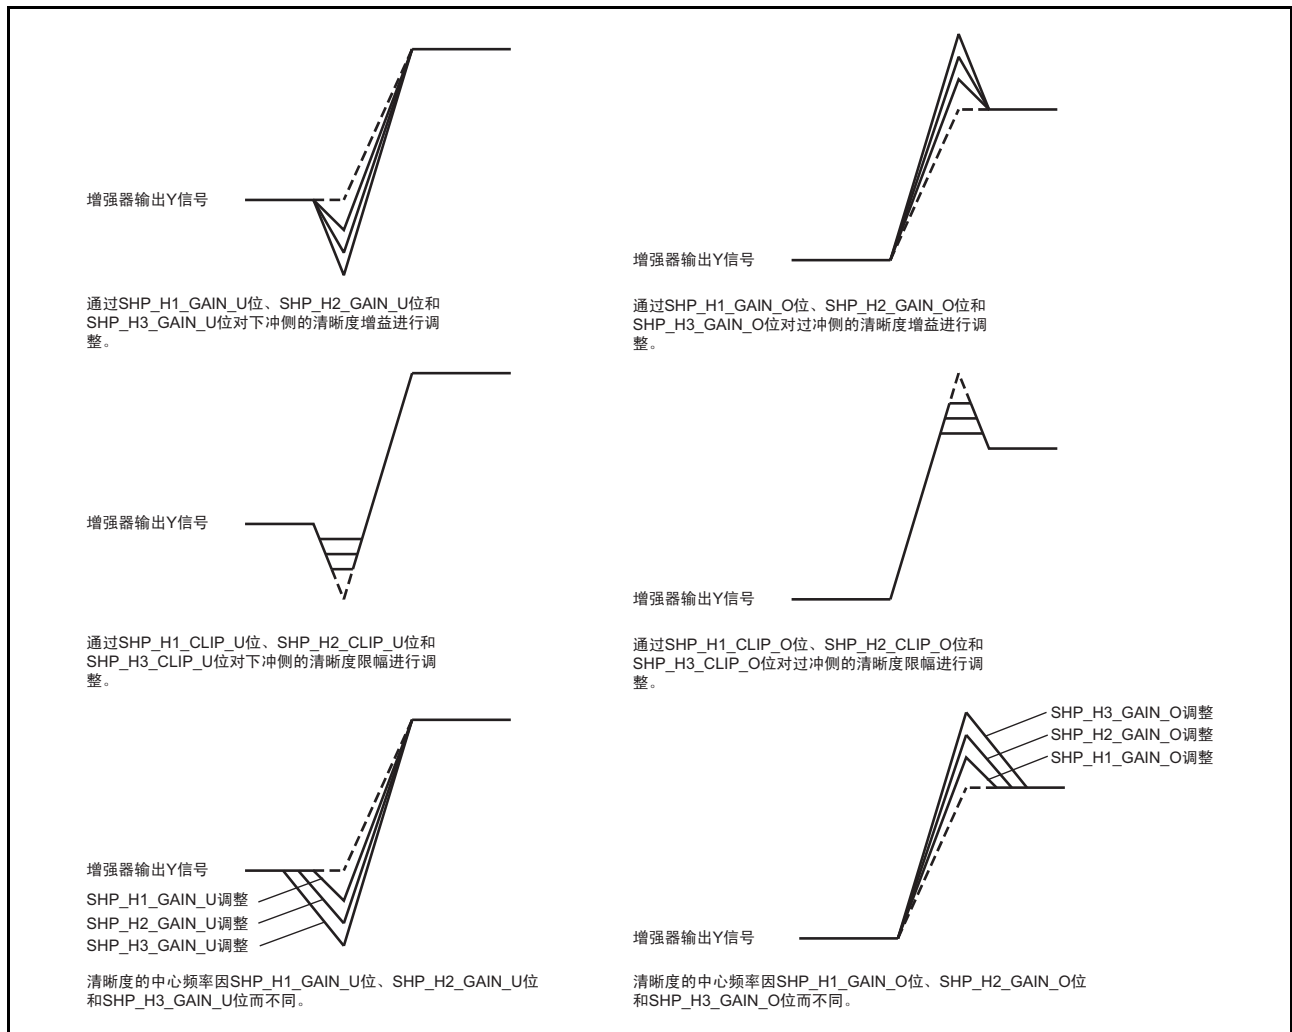 增强器输出Y信号
通过SHP_H1_GAIN_U位、SHP_H2_GAIN_U位和
SHP_H3_GAIN_U位对下冲侧的清晰度增益进行调
整。
增强器输出Y信号
通过SHP_H1_GAIN_O位、SHP_H2_GAIN_O位和
SHP_H3_GAIN_O位对过冲侧的清晰度增益进行调
整。
增强器输出Y信号
通过SHP_H1_CLIP_U位、SHP_H2_CLIP_U位和
SHP_H3_CLIP_U位对下冲侧的清晰度限幅进行调
整。
增强器输出Y信号
通过SHP_H1_CLIP_O位、SHP_H2_CLIP_O位和
SHP_H3_CLIP_O位对过冲侧的清晰度限幅进行调
整。
增强器输出Y信号
SHP_H1_GAIN_U调整
SHP_H2_GAIN_U调整
SHP_H3_GAIN_U调整
清晰度的中心频率因SHP_H1_GAIN_U位、SHP_H2_GAIN_U位
和SHP_H3_GAIN_U位而不同。
SHP_H3_GAIN_O调整
SHP_H2_GAIN_O调整
SHP_H1_GAIN_O调整
增强器输出Y信号
清晰度的中心频率因SHP_H1_GAIN_O位、SHP_H2_GAIN_O位
和SHP_H3_GAIN_O位而不同。